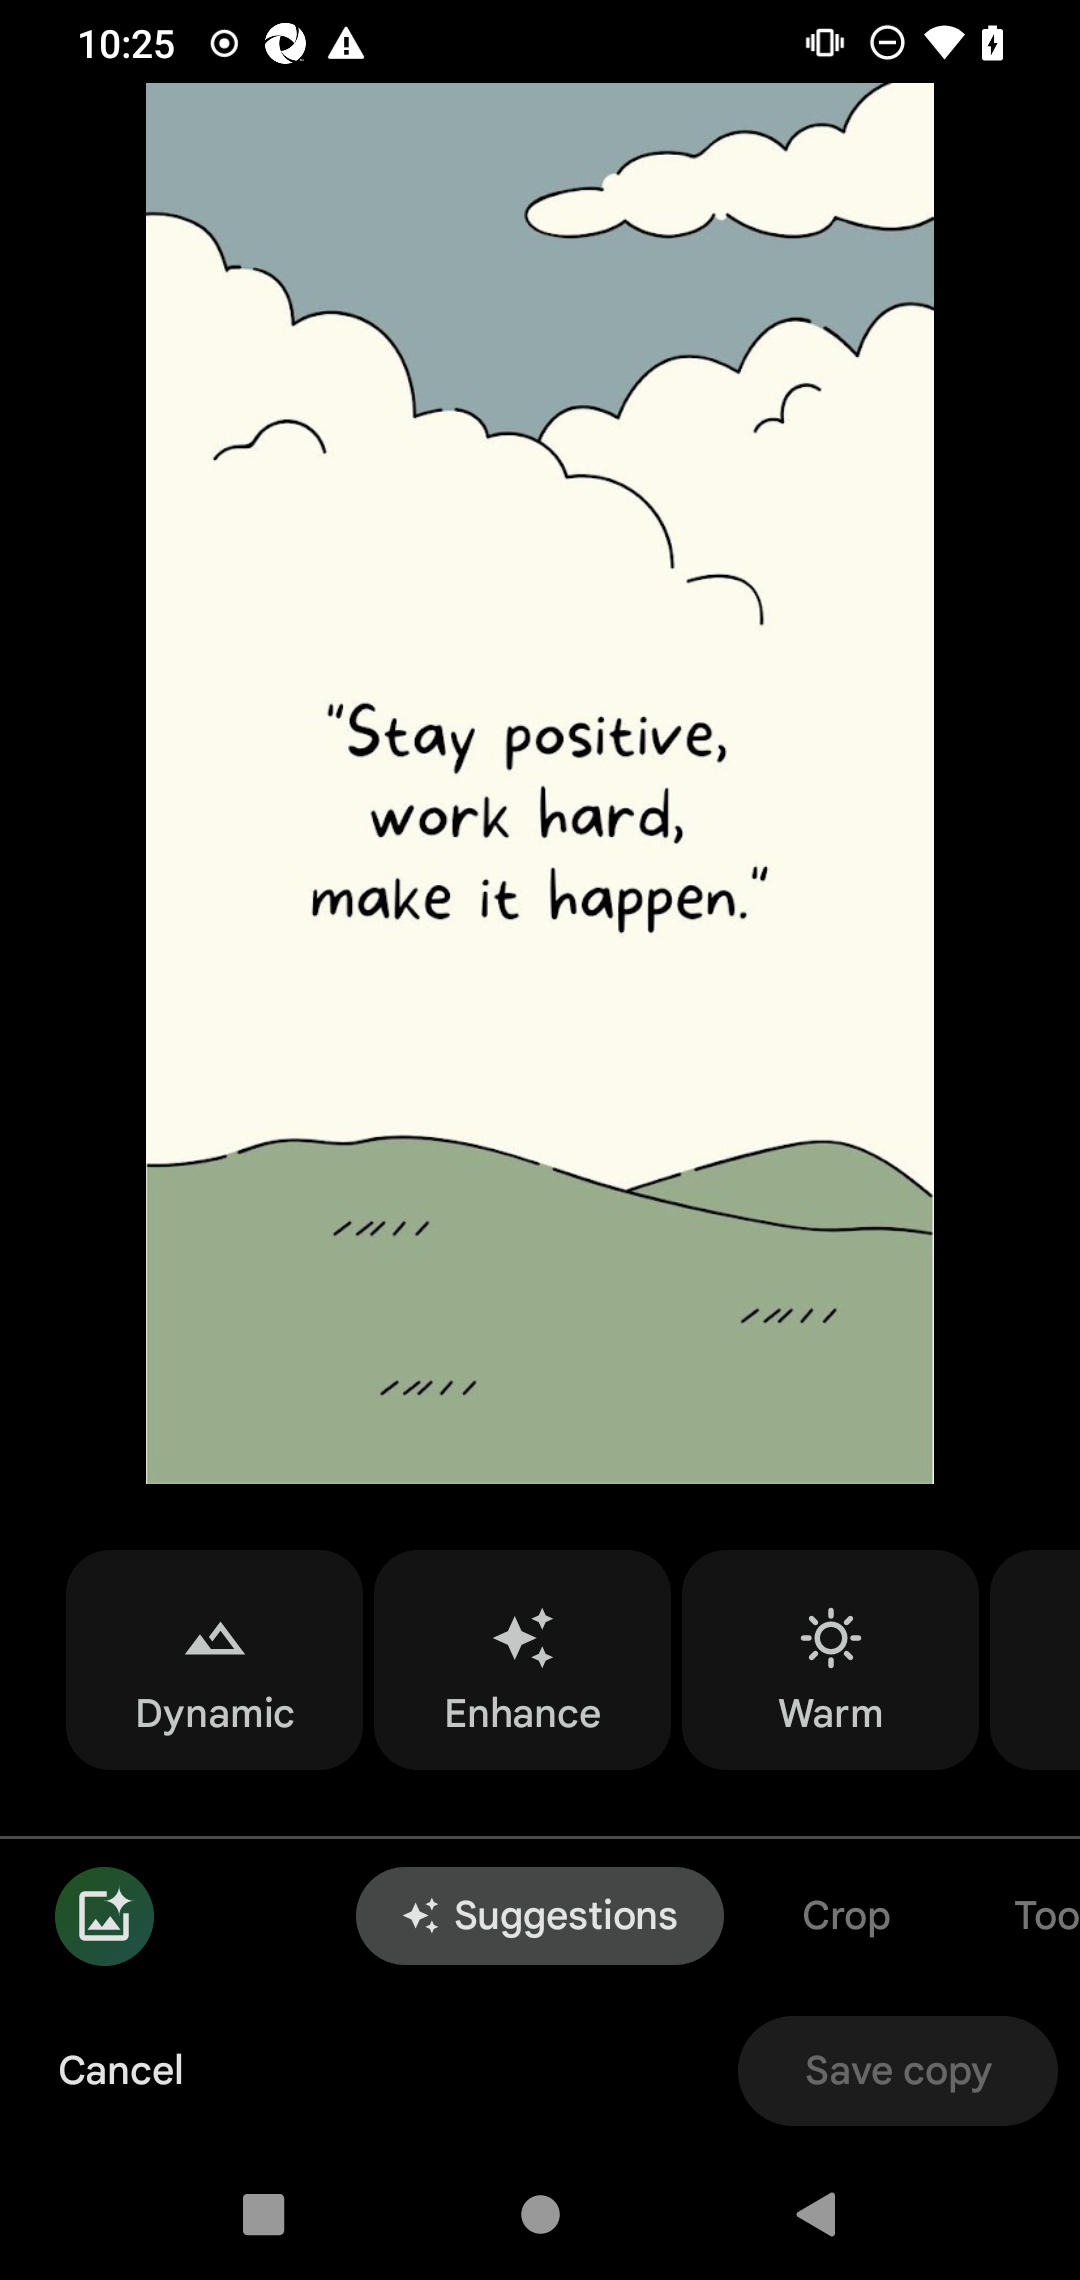 10:25
"Stay positive,
work hard,
make it happen."
Dynamic
Enhance
Warm
Suggestions
Crop
Too
Cancel
Save copy